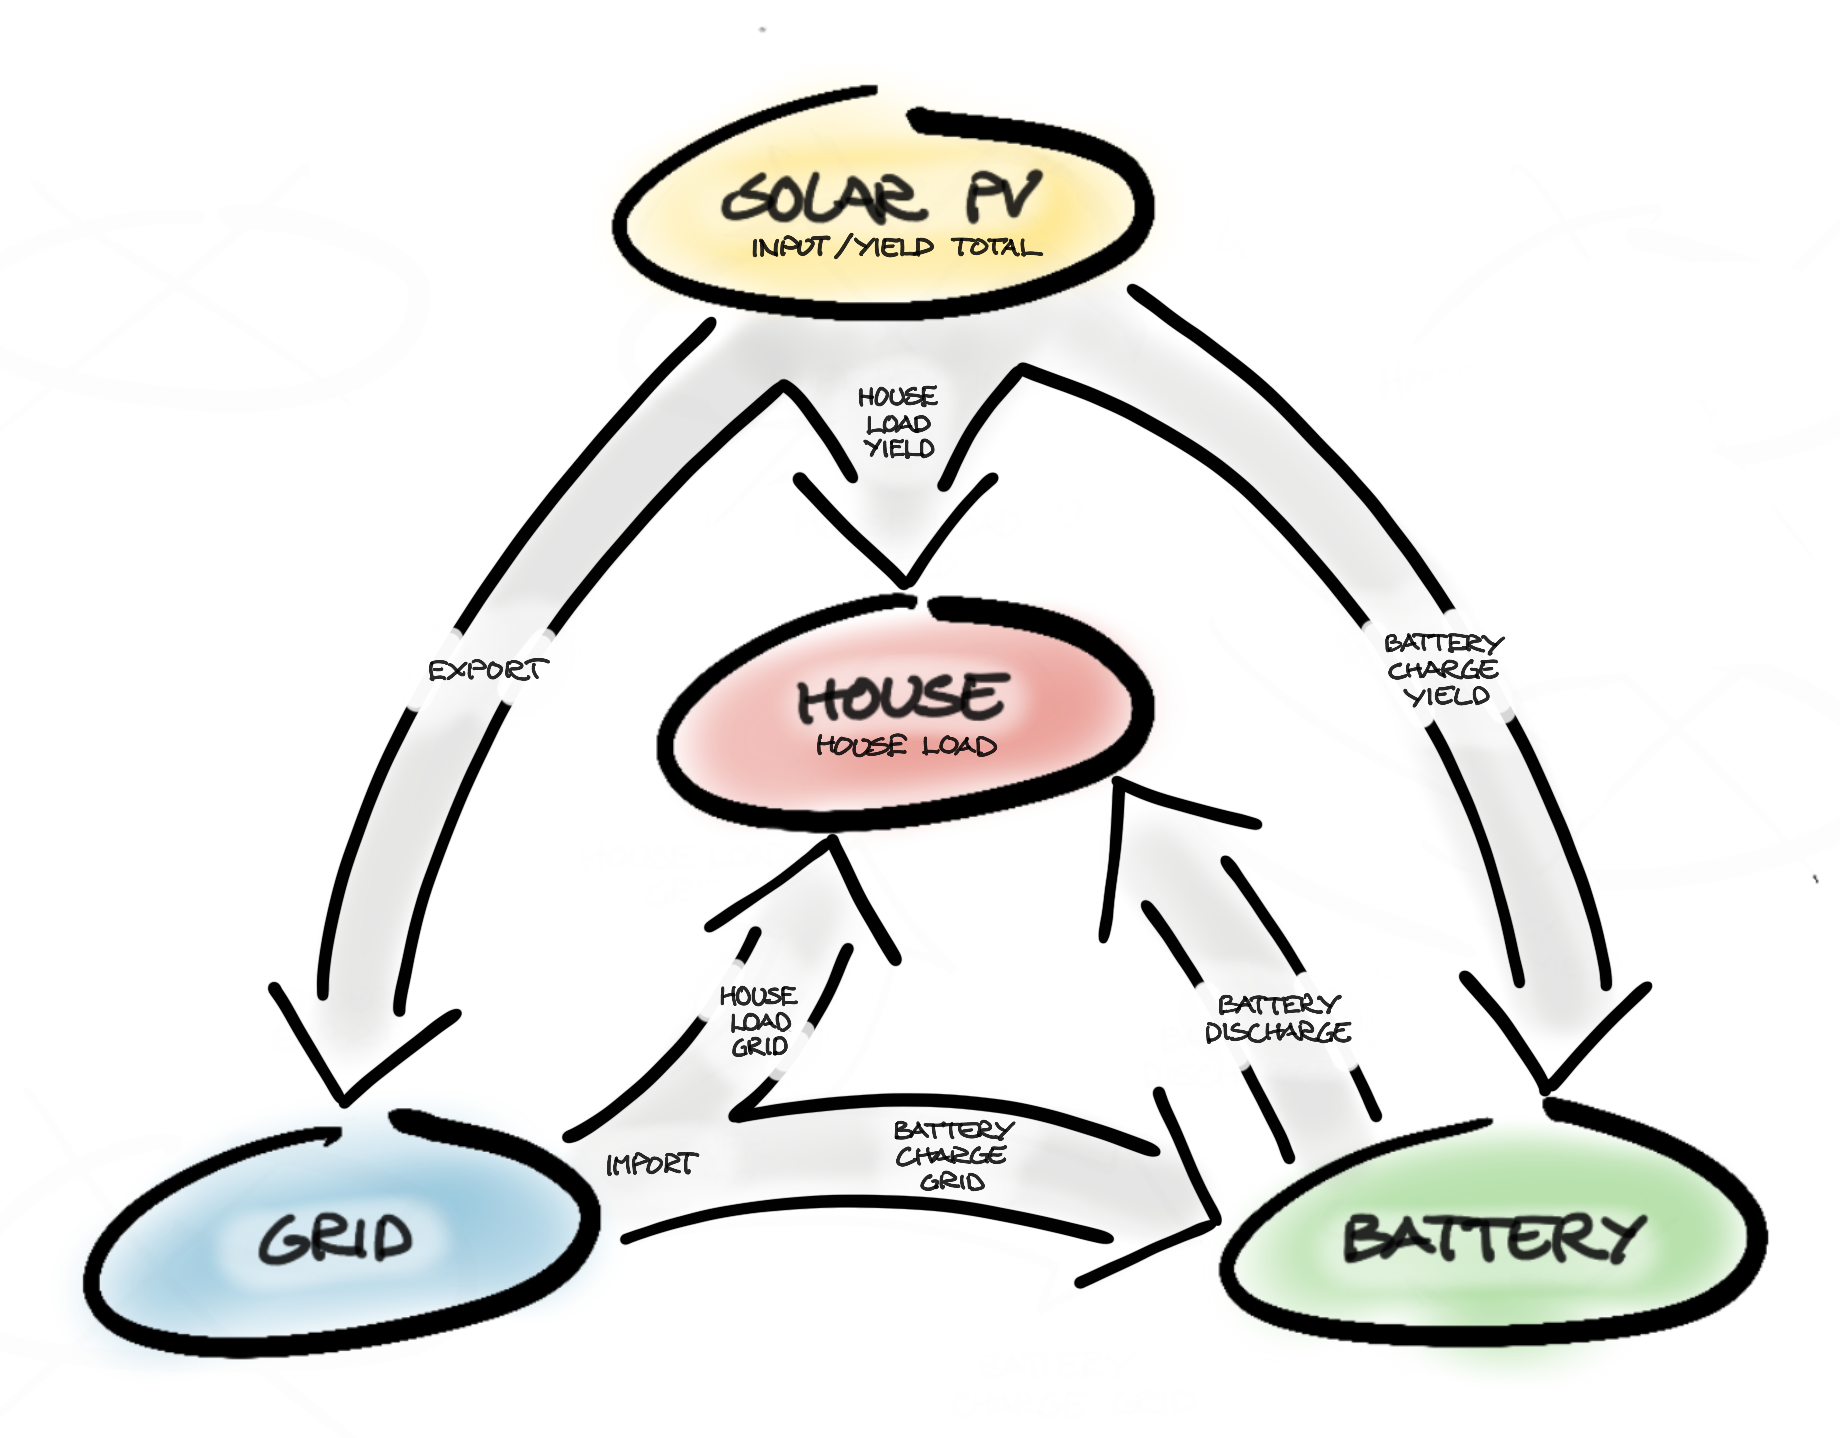 SOLAR PV
INPUT/YIELD TOTAL
HOUSE
LOAD
YIELD
EXPORT
BATTERY
CHARGE
YIELD
HOUSE
HOUSE LOAD
HOUSE
LOAD
GRID
BATTERY
DISCHARGE
IMPORT
BATTERY
CHARGE
GRID
GRID
BATTERY